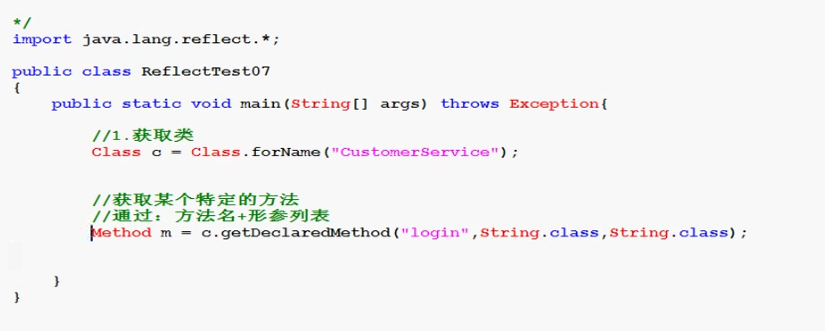 */
import java.lang.reflect.*;
public class ReflectTest07
{
public static void main(String[] args) throws Exception{
//1.获取类
Class c = Class.forName("CustomerService");
//获取某个特定的方法
//通过：方法名+形参列表
Method m = c.getDeclaredMethod("login",String.class,String.class);
}
}